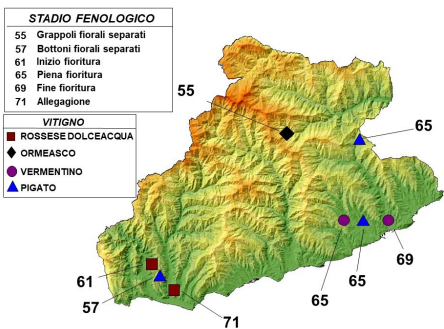 STADIO FENOLOGICO
55 Grappoli fiorali separati
57 Bottoni fiorali separati
61 Inizio fioritura
65 Piena fioritura
69 Fine fioritura
71 Allegagione
VITIGNO
ROSSESE DOLCEACQUA
ORMEASCO
VERMENTINO
PIGATO
55
65
61
57
71
65
65
69